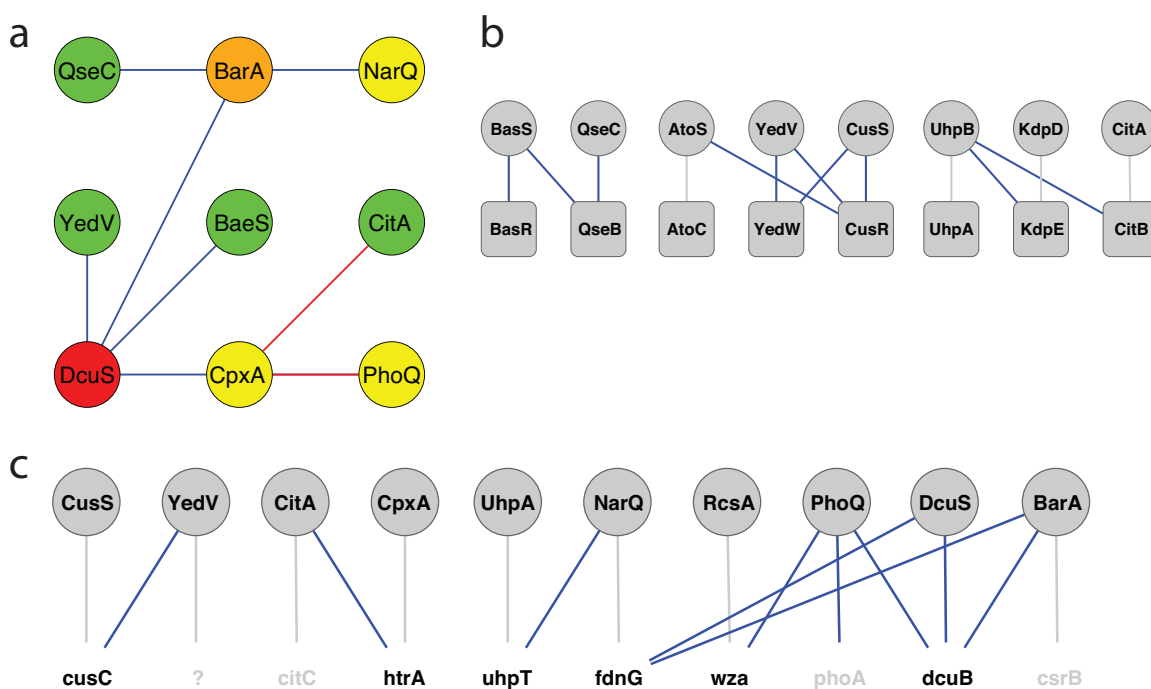 a
QseC BarA NarQ
YedV BaeS CitA
DcuS CpxA PhoQ
b
BasS QseC AtoS YedV CusS UhpB KdpD CitA
BasR QseB AtoC YedW CusR UhpA KdpE CitB
c
CusS YedV CitA CpxA UhpA NarQ RcsA PhoQ DcuS BarA
cusC ? citC htrA uhpT fdnG wza phoA dcuB csrB